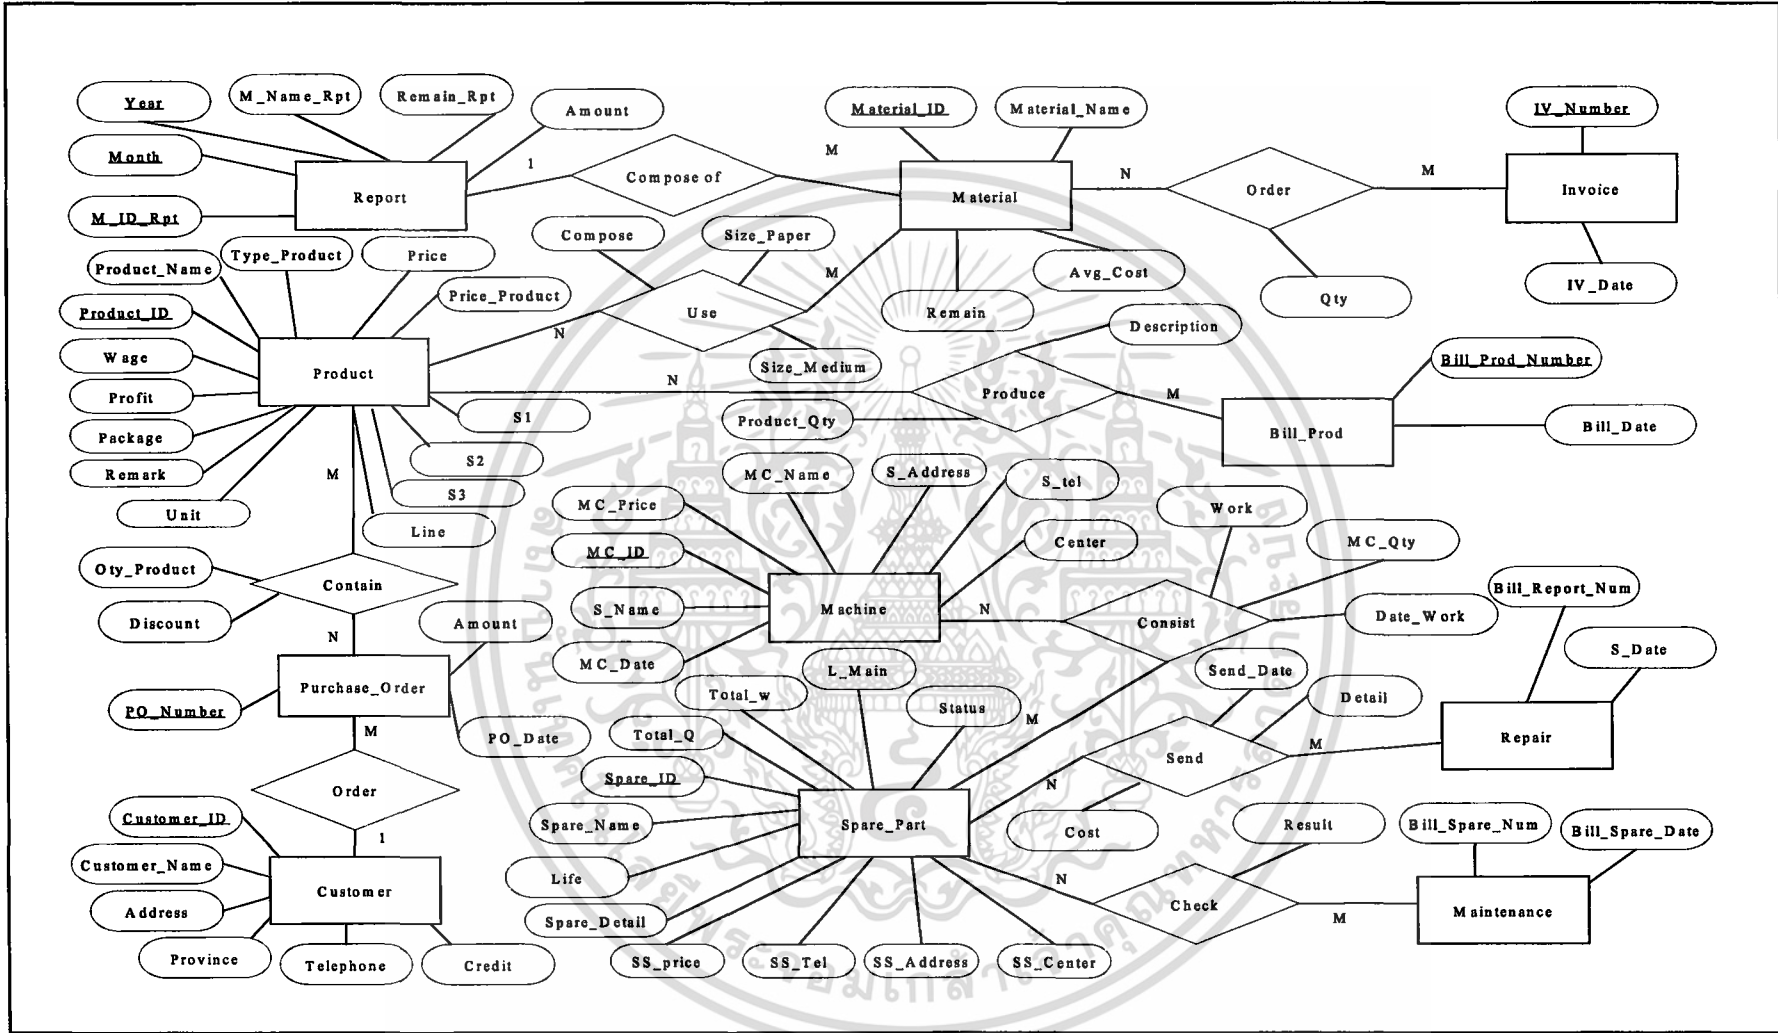 Year
M_Name_Rpt
Remain_Rpt
Amount
Month
M_ID_Rpt
Report
1
Compose of
M
Material_ID
Material_Name
Material
Remain
Avg_Cost
N
Order
M
Qty
IV_Number
Invoice
IV_Date
Product_Name
Type_Product
Price
Price_Product
Product_ID
Wage
Profit
Package
Remark
Unit
Product
S1
S2
S3
Line
Compose
Size_Paper
M
Use
N
Size_Medium
N
Description
Produce
Product_Qty
M
Bill_Prod_Number
Bill_Prod
Bill_Date
M
Oty_Product
Contain
Discount
N
Amount
Purchase_Order
PO_Number
PO_Date
M
Order
1
Customer_ID
Customer_Name
Customer
Address
Province
Telephone
Credit
MC_Name
S_Address
S_tel
MC_Price
Center
MC_ID
S_Name
MC_Date
Machine
N
Work
MC_Qty
Consist
Date_Work
M
L_Main
Total_w
Status
Total_Q
Spare_ID
Spare_Name
Spare_Part
Life
Spare_Detail
SS_price
SS_Tel
SS_Address
SS_Center
Send_Date
Detail
N
Send
M
Cost
Bill_Report_Num
S_Date
Repair
Result
N
Check
M
Bill_Spare_Num
Bill_Spare_Date
Maintenance